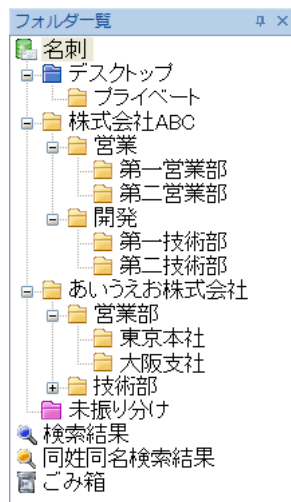 フォルダ一覧
名刺
デスクトップ
プライベート
株式会社ABC
営業
第一営業部
第二営業部
開発
第一技術部
第二技術部
あいうえお株式会社
営業部
東京本社
大阪支社
技術部
未振り分け
検索結果
同姓同名検索結果
ごみ箱